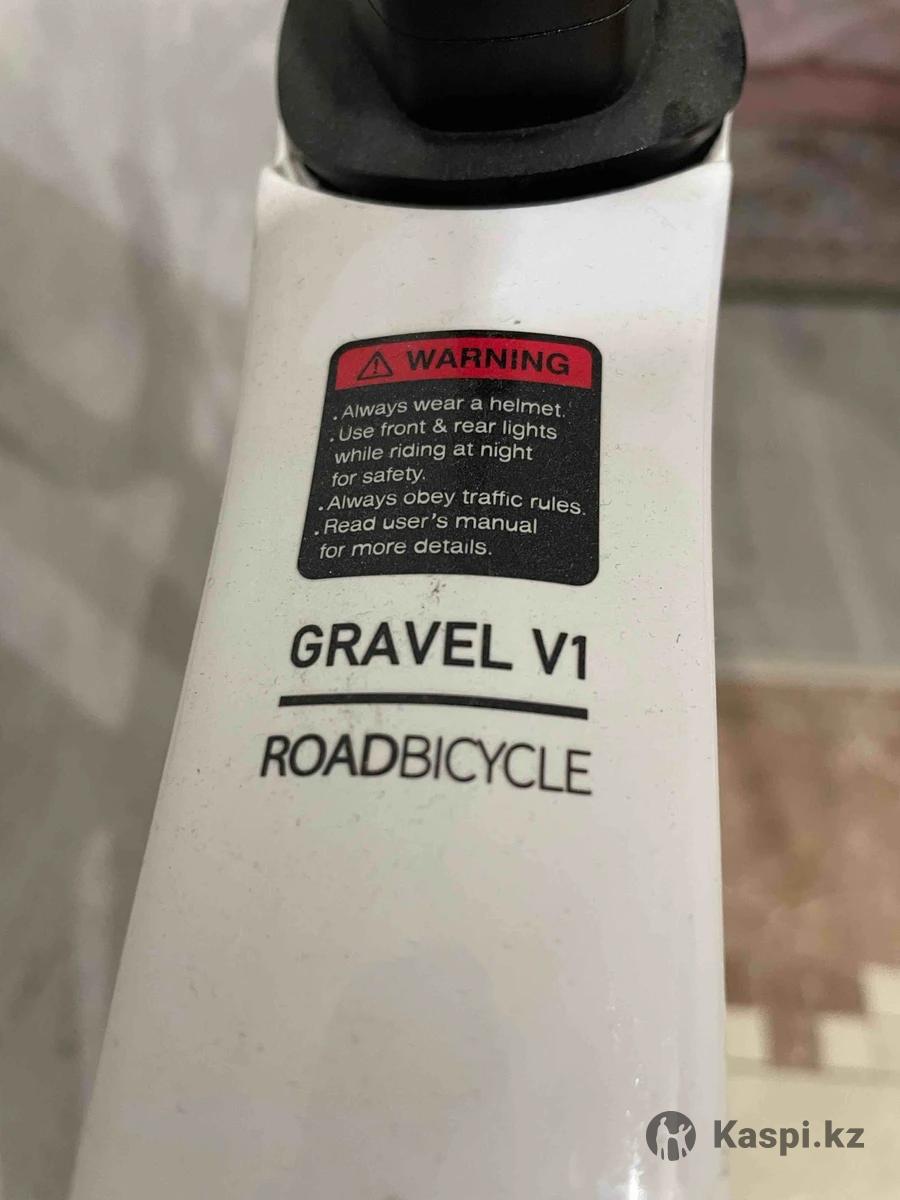 WARNING
.Always wear a helmet.
.Use front & rear lights
while riding at night
for safety.
.Always obey traffic rules.
.Read user's manual
for more details.
GRAVEL V1
ROADBICYCLE
Kaspi.kz